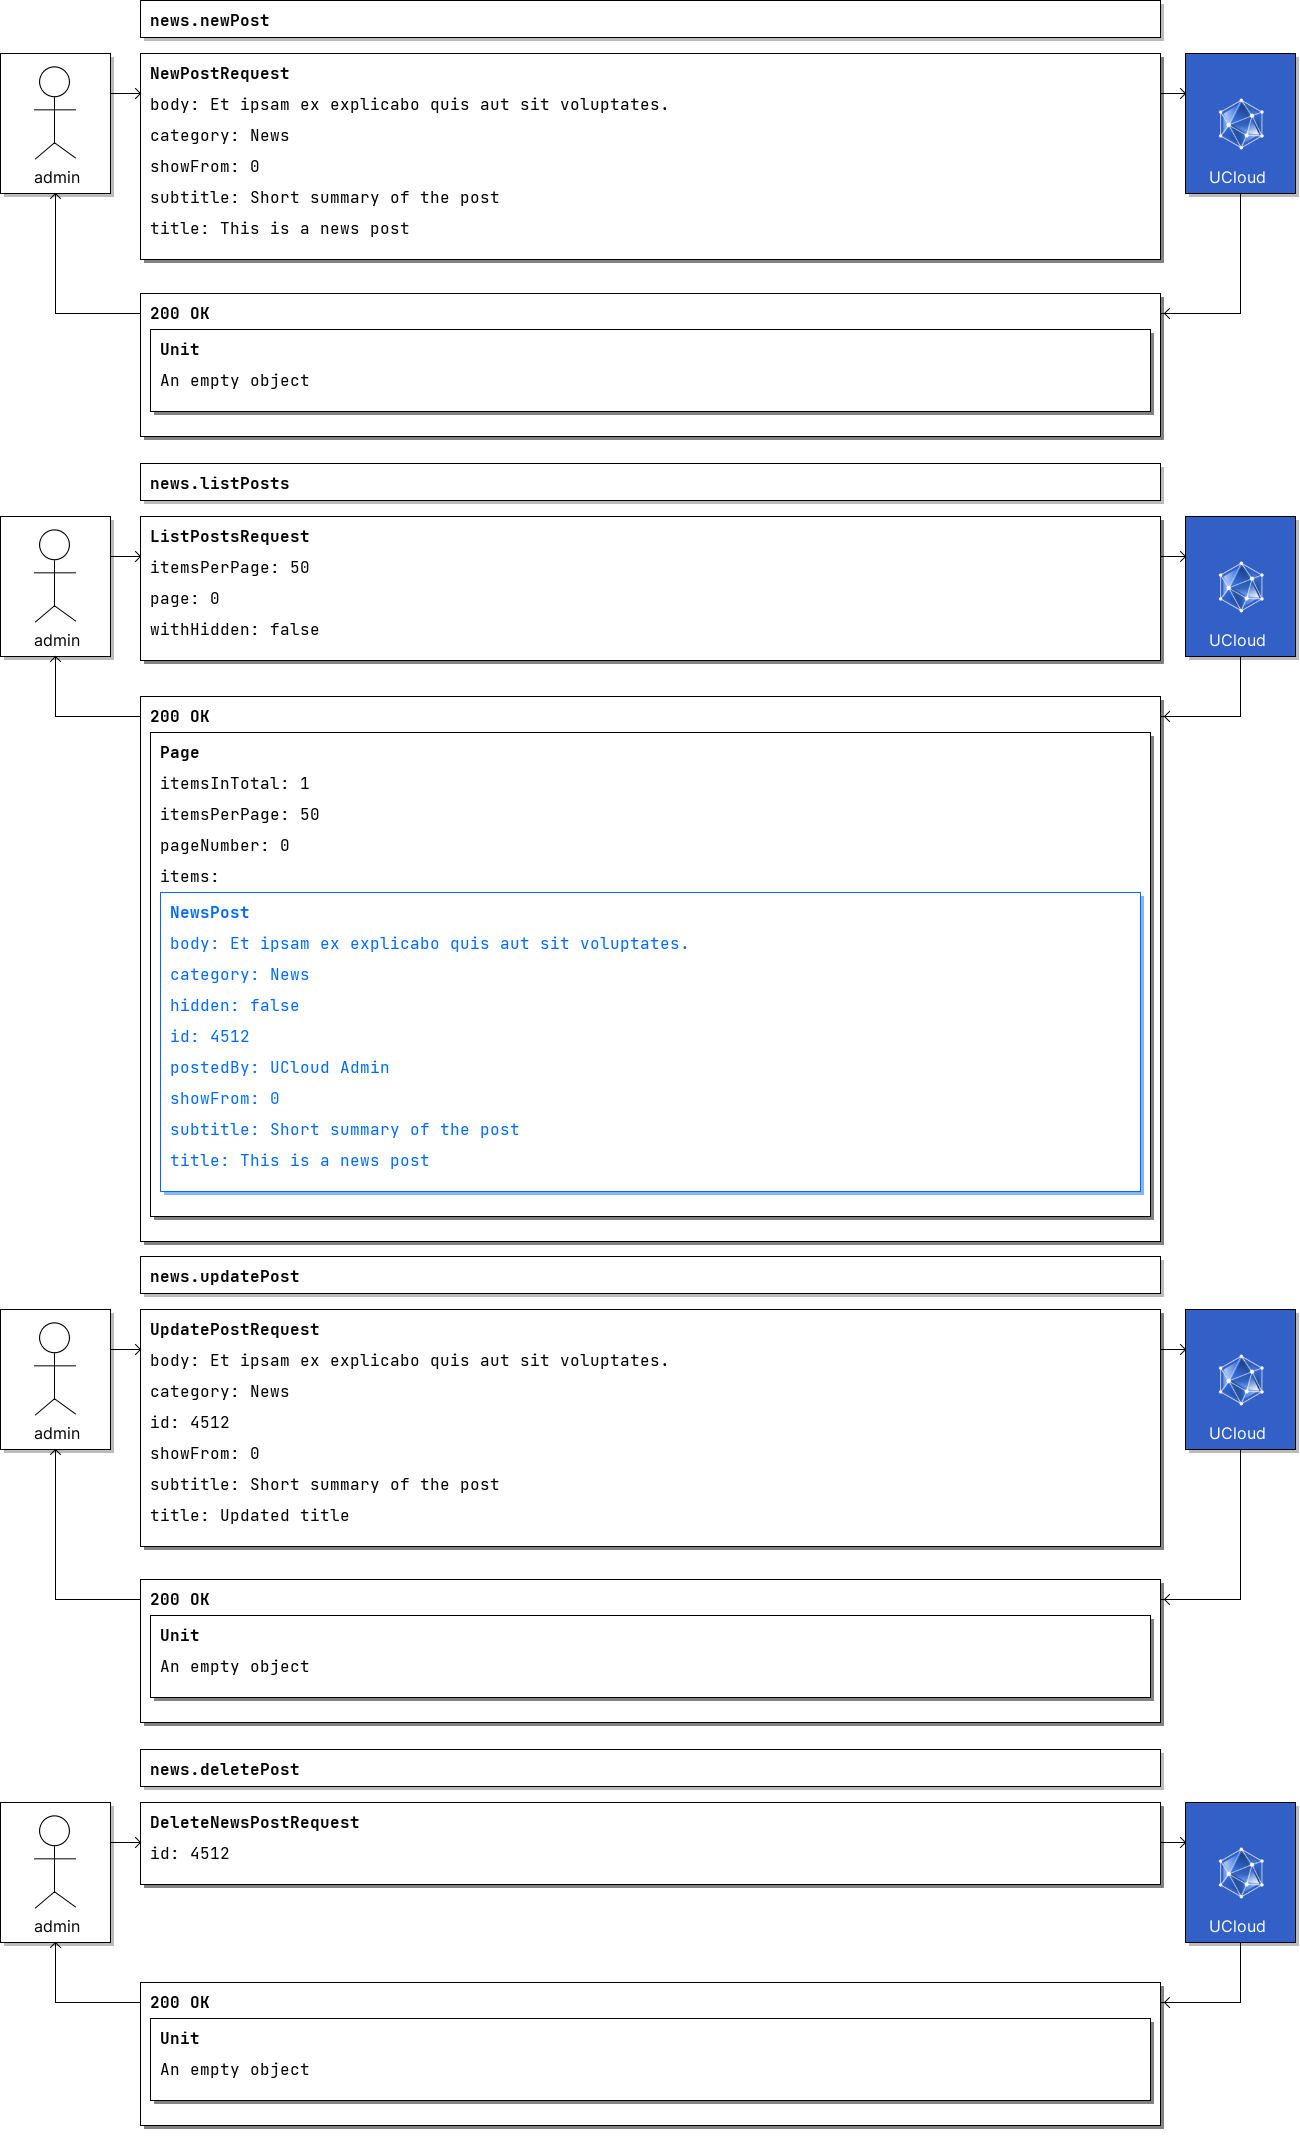 news.newPost
NewPostRequest
body: Et ipsam ex explicabo quis aut sit voluptates.
category: News
showFrom: 0
subtitle: Short summary of the post
title: This is a news post
admin
UCloud
200 OK
Unit
An empty object
news.listPosts
ListPostsRequest
itemsPerPage: 50
page: 0
withHidden: false
admin
UCloud
200 OK
Page
itemsInTotal: 1
itemsPerPage: 50
pageNumber: 0
items:
NewsPost
body: Et ipsam ex explicabo quis aut sit voluptates.
category: News
hidden: false
id: 4512
postedBy: UCloud Admin
showFrom: 0
subtitle: Short summary of the post
title: This is a news post
news.updatePost
UpdatePostRequest
body: Et ipsam ex explicabo quis aut sit voluptates.
category: News
id: 4512
showFrom: 0
subtitle: Short summary of the post
title: Updated title
admin
UCloud
200 OK
Unit
An empty object
news.deletePost
DeleteNewsPostRequest
id: 4512
admin
UCloud
200 OK
Unit
An empty object